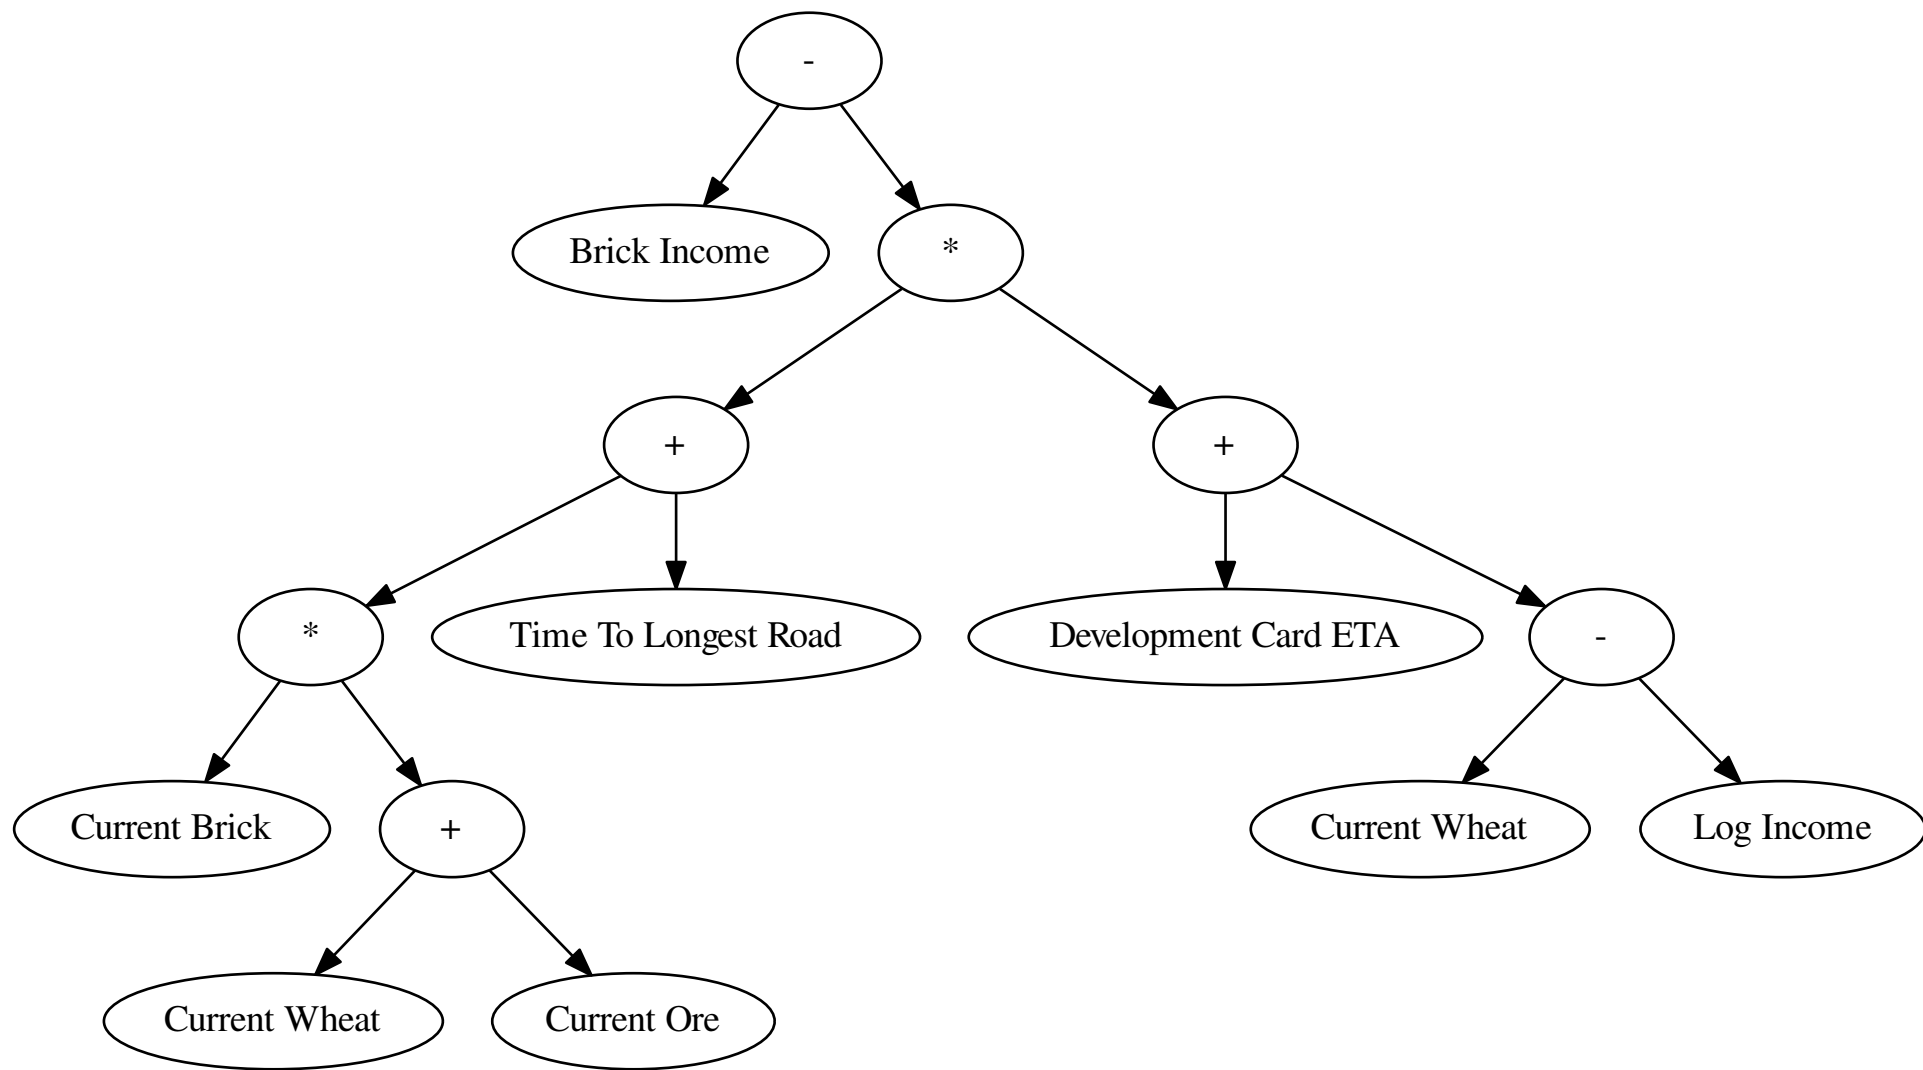 -
Brick Income
*
+
+
*
Time To Longest Road
Development Card ETA
-
Current Brick
+
Current Wheat
Log Income
Current Wheat
Current Ore